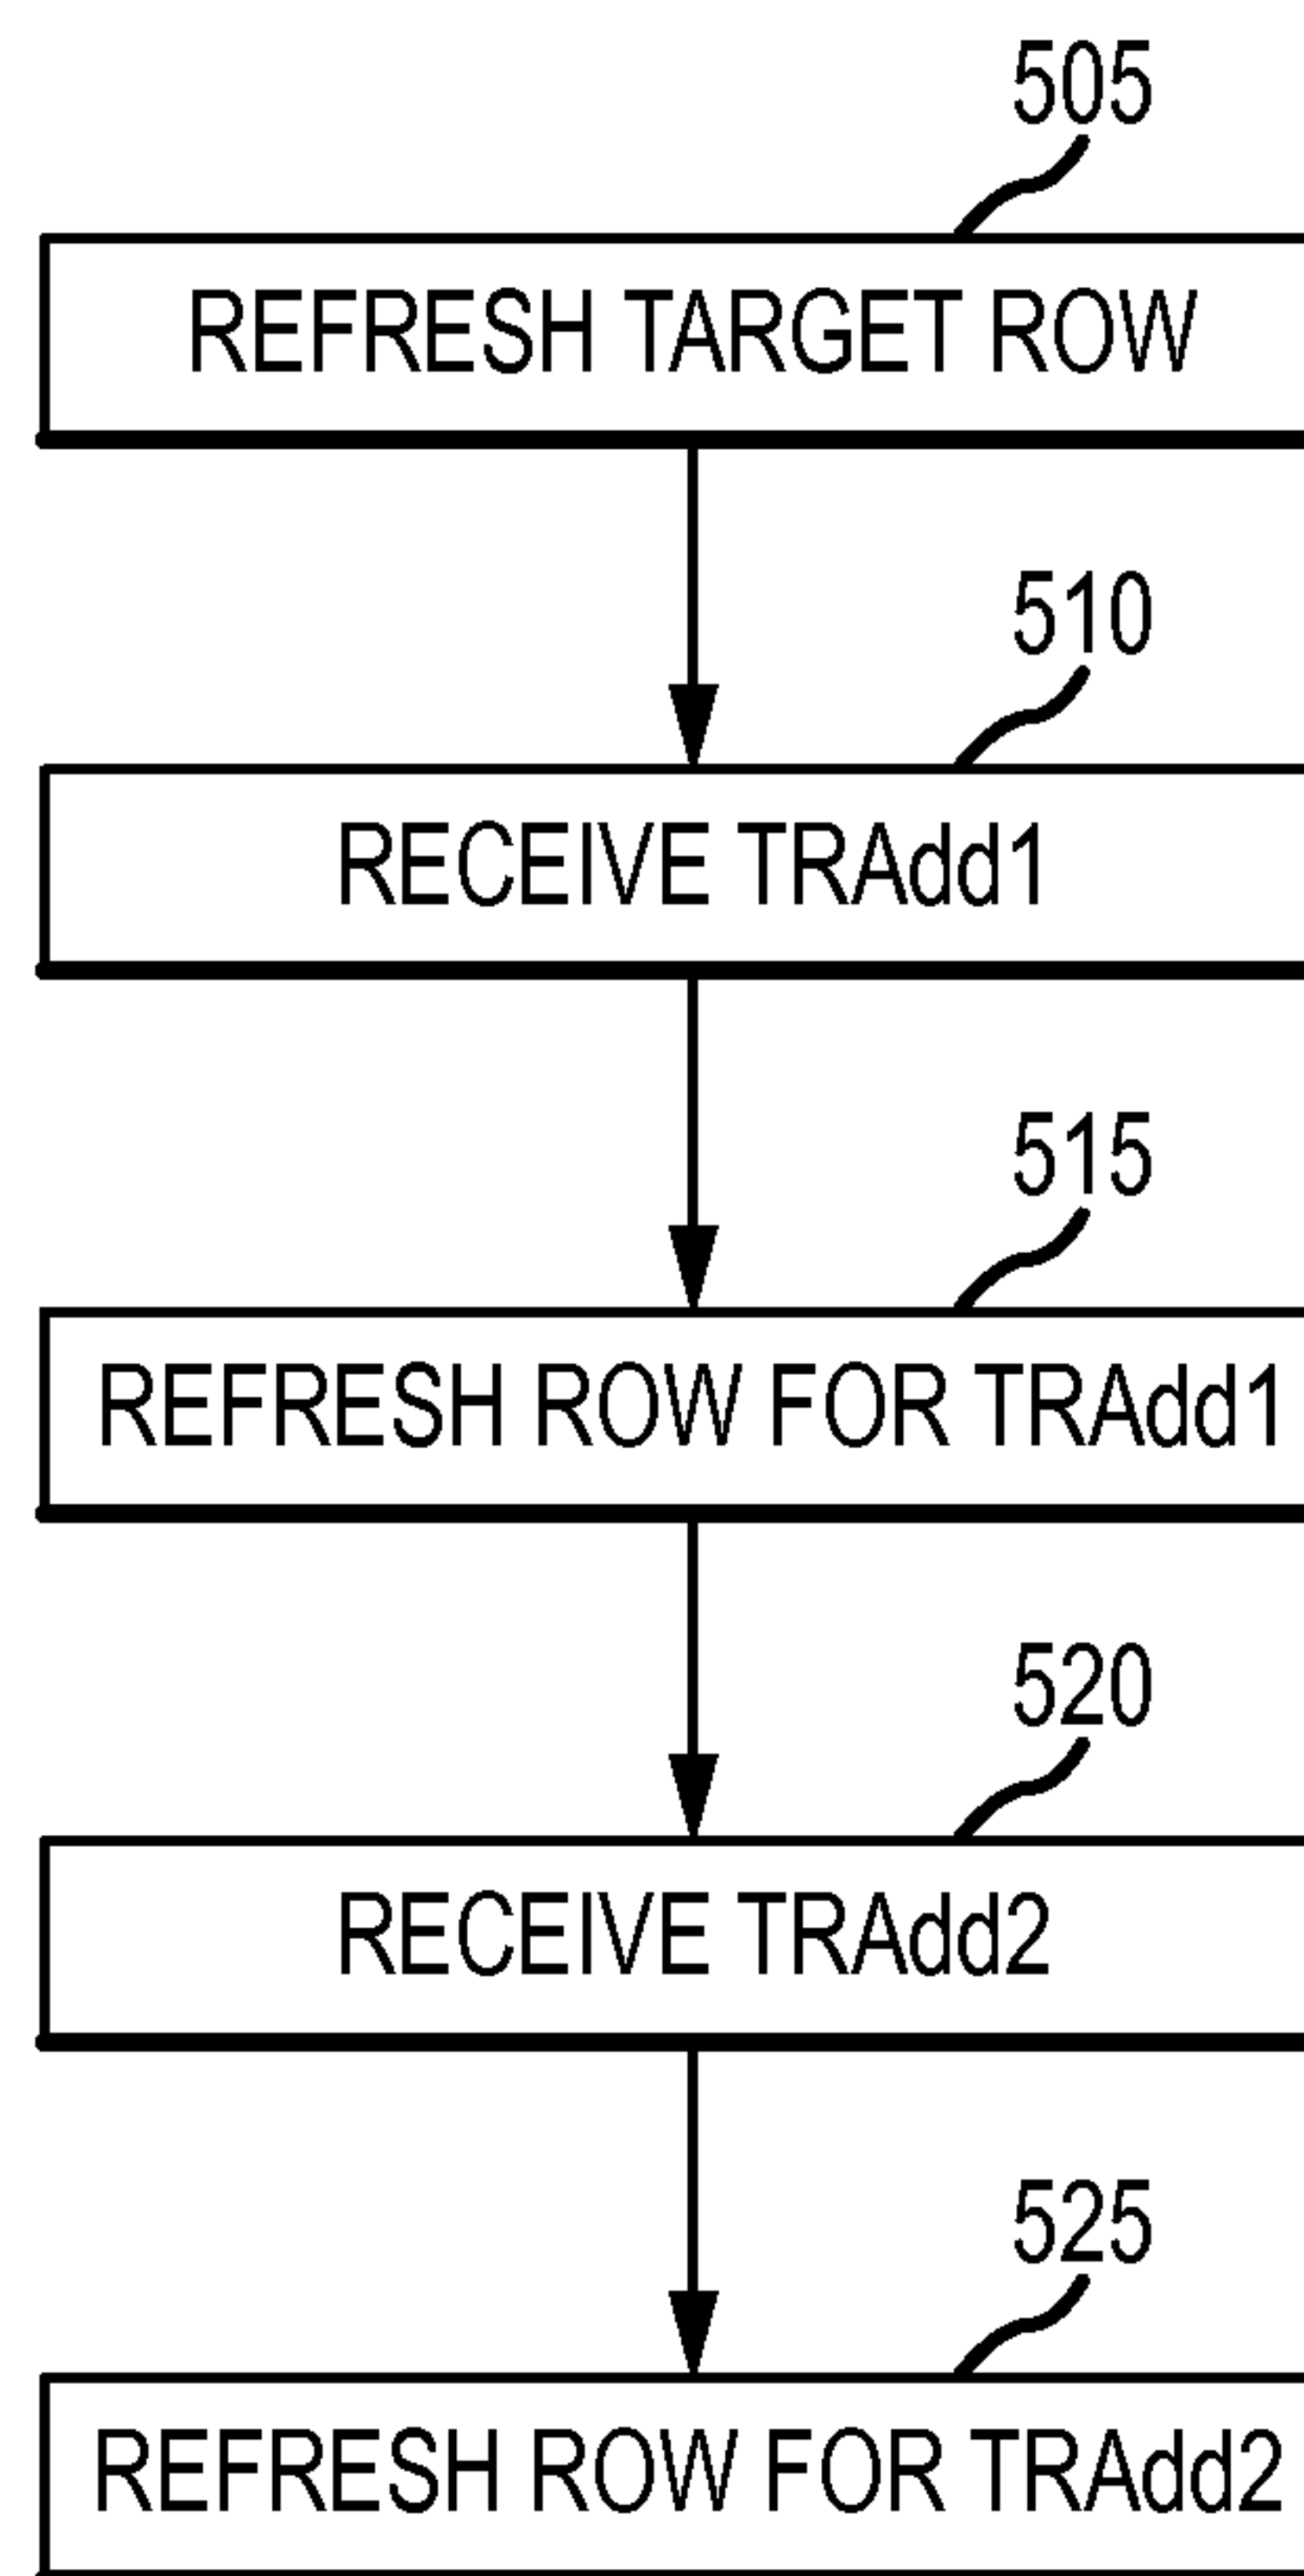 505
REFRESH TARGET ROW
510
RECEIVE TRAdd1
515
REFRESH ROW FOR TRAdd1
520
RECEIVE TRAdd2
525
REFRESH ROW FOR TRAdd2